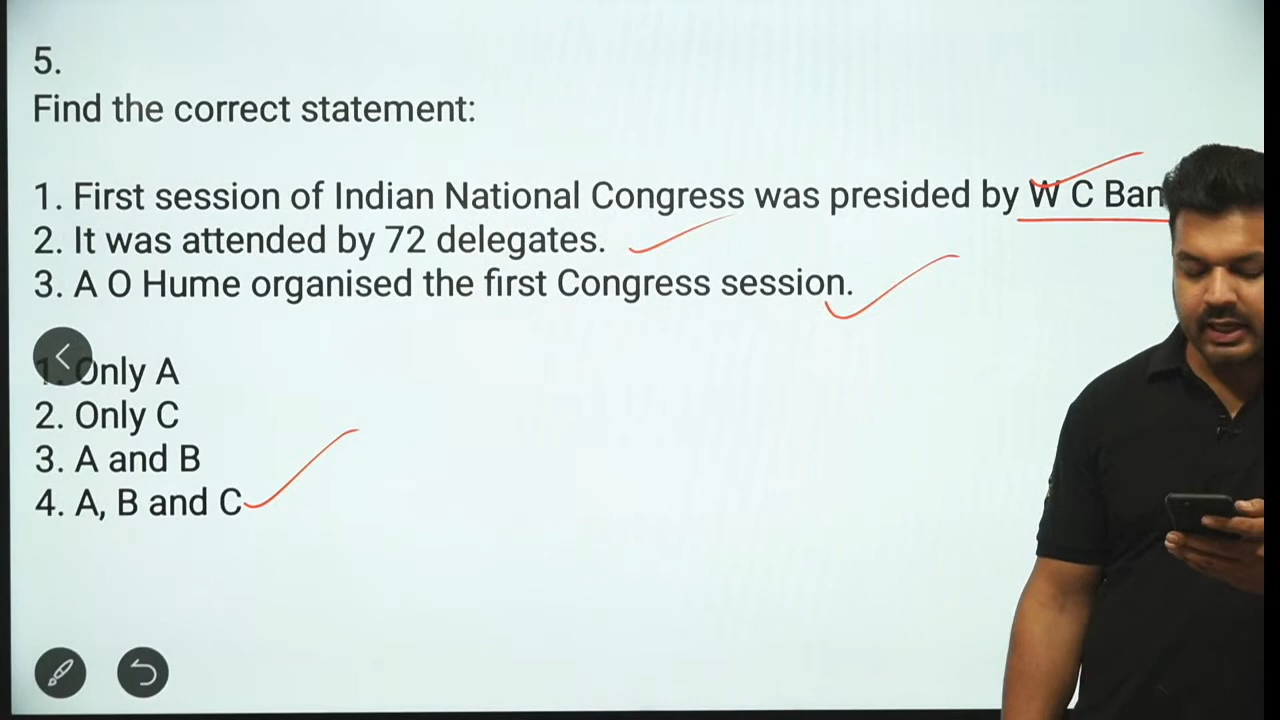 5.
Find the correct statement:
1. First session of Indian National Congress was presided by W C
2. It was attended by 72 delegates.
3. A O Hume organised the first Congress session.
1. Only A
2. Only C
3. A and B
4. A, B and C